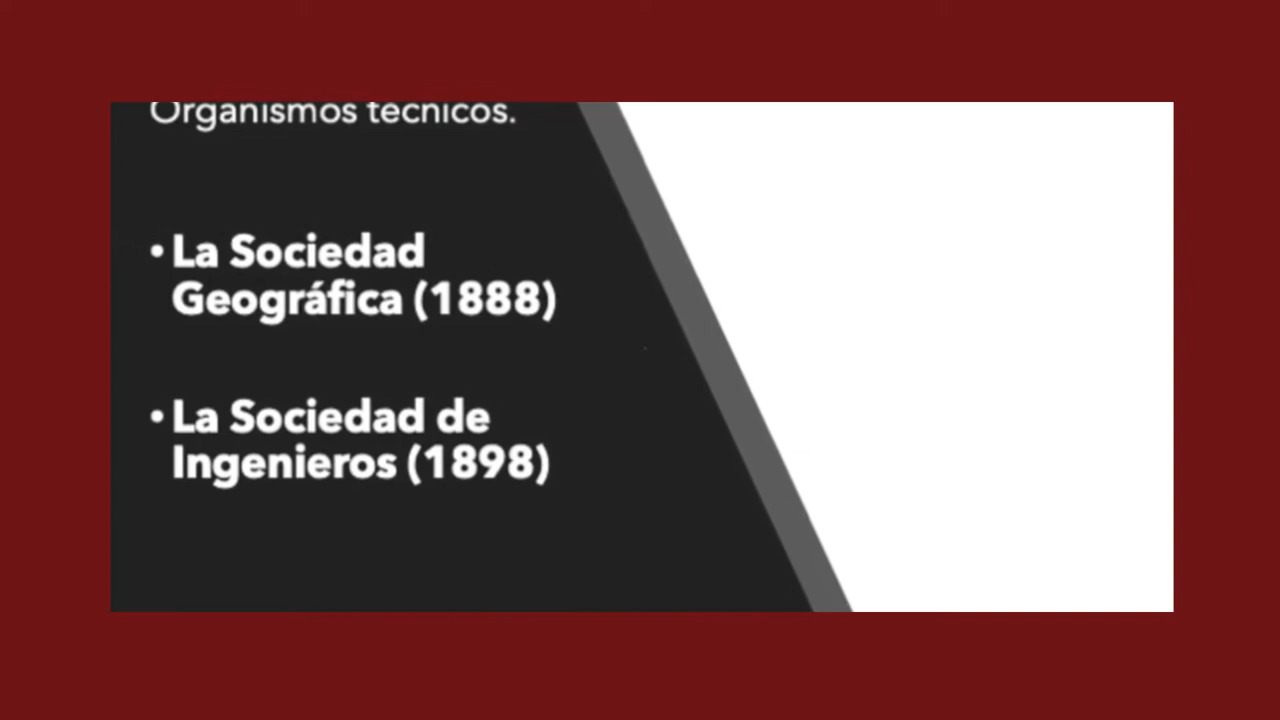 Organismos técnicos.
• La Sociedad
Geográfica (1888)
• La Sociedad de
Ingenieros (1898)